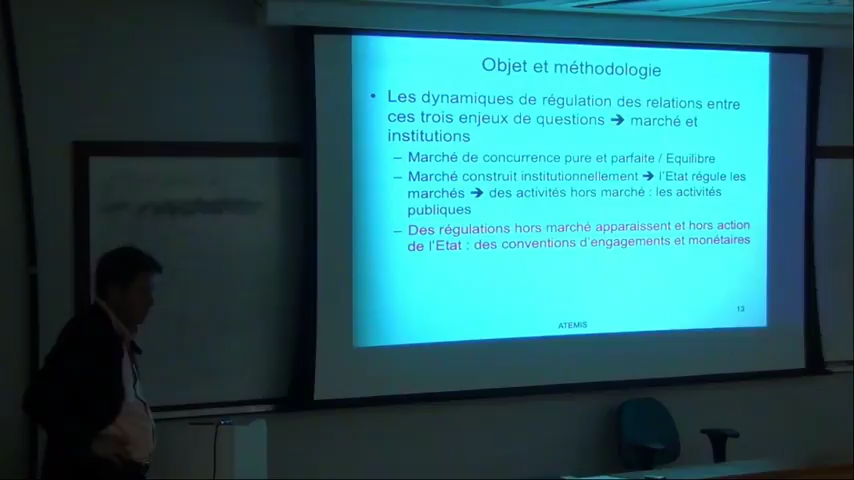 Objet et méthodologie
• Les dynamiques de régulation des relations entre
ces trois enjeux de questions ➔ marché et
institutions
– Marché de concurrence pure et parfaite / Equilibre
– Marché construit institutionnellement ➔ l'Etat régule les
marchés ➔ des activités hors marché : les activités
publiques
– Des régulations hors marché apparaissent et hors action
de l'Etat : des conventions d'engagements et monétaires
ATEMIS
13